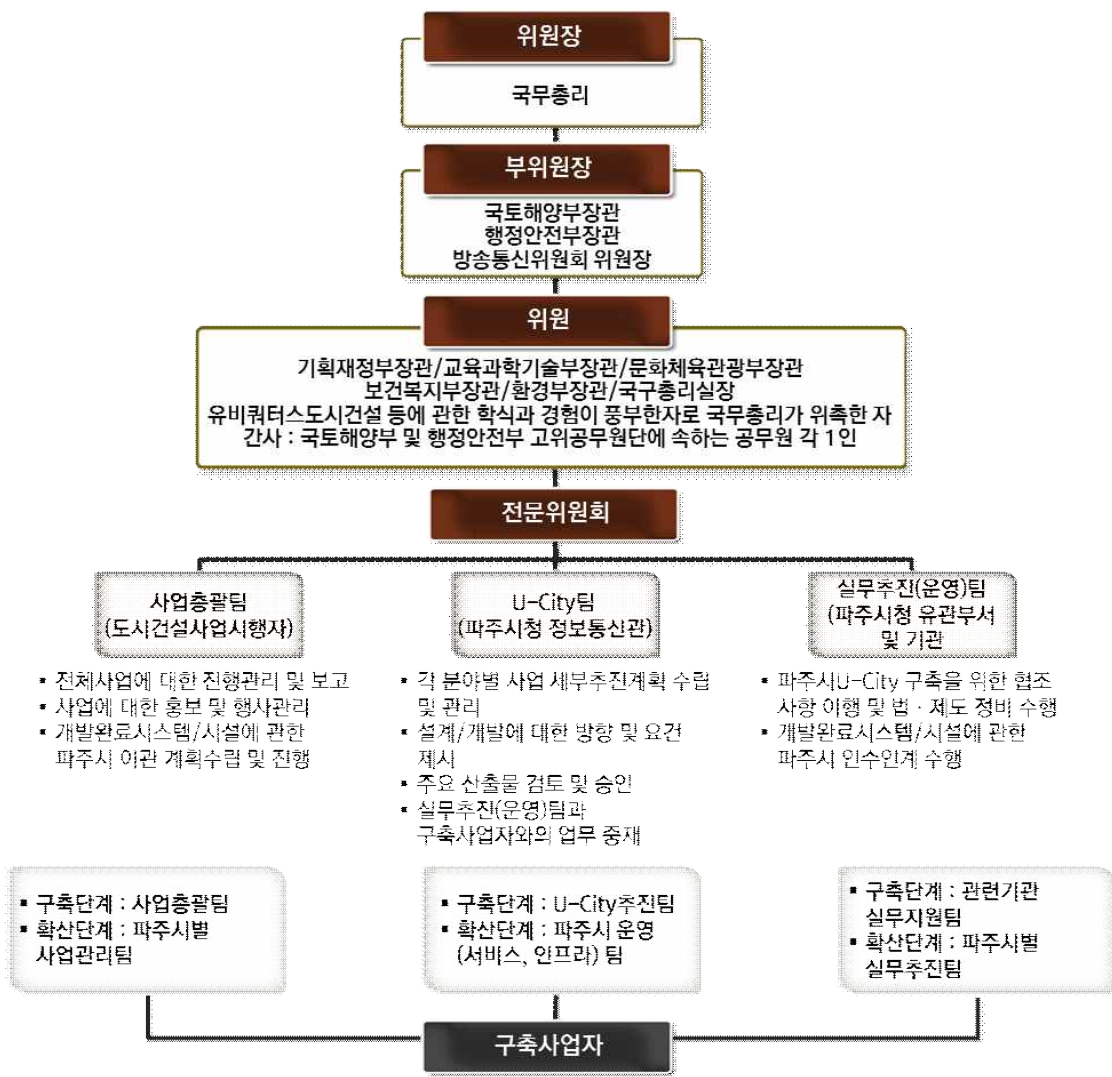 위원장
국무총리
부위원장
국토해양부장관
행정안전부장관
방송통신위원회 위원장
위원
기획재정부장관/교육과학기술부장관/문화체육관광부장관
보건복지부장관/환경부장관/국구총리실장
유비쿼터스도시건설 등에 관한 학식과 경험이 풍부한자로 국무총리가 위촉한 자
간사 : 국토해양부 및 행정안전부 고위공무원단에 속하는 공무원 각 1인
전문위원회
사업총괄팀
(도시건설사업시행자)
▪ 전체사업에 대한 진행관리 및 보고
▪ 사업에 대한 홍보 및 행사관리
▪ 개발완료시스템/시설에 관한
파주시 이관 계획수립 및 진행
U-City팀
(파주시청 정보통신관)
▪ 각 분야별 사업 세부추진계획 수립
및 관리
▪ 설계/개발에 대한 방향 및 요건
제시
▪ 주요 산출물 검토 및 승인
▪ 실무추진(운영)팀과
구축사업자와의 업무 중재
실무추진(운영)팀
(파주시청 유관부서
및 기관
▪ 파주시U-City 구축을 위한 협조
사항 이행 및 법·제도 정비 수행
▪ 개발완료시스템/시설에 관한
파주시 인수인계 수행
▪ 구축단계 : 사업총괄팀
▪ 확산단계 : 파주시별
사업관리팀
▪ 구축단계 : U-City추진팀
▪ 확산단계 : 파주시 운영
(서비스, 인프라) 팀
▪ 구축단계 : 관련기관
실무지원팀
▪ 확산단계 : 파주시별
실무추진팀
구축사업자